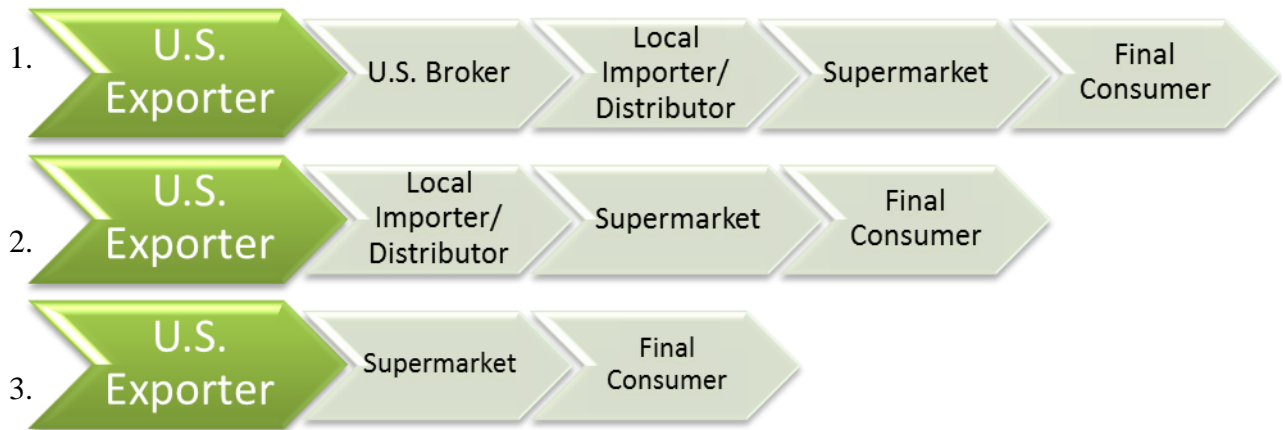 1.
U.S.
Exporter
U.S. Broker
Local
Importer/
Distributor
Supermarket
Final
Consumer
2.
U.S.
Exporter
Local
Importer/
Distributor
Supermarket
Final
Consumer
3.
U.S.
Exporter
Supermarket
Final
Consumer